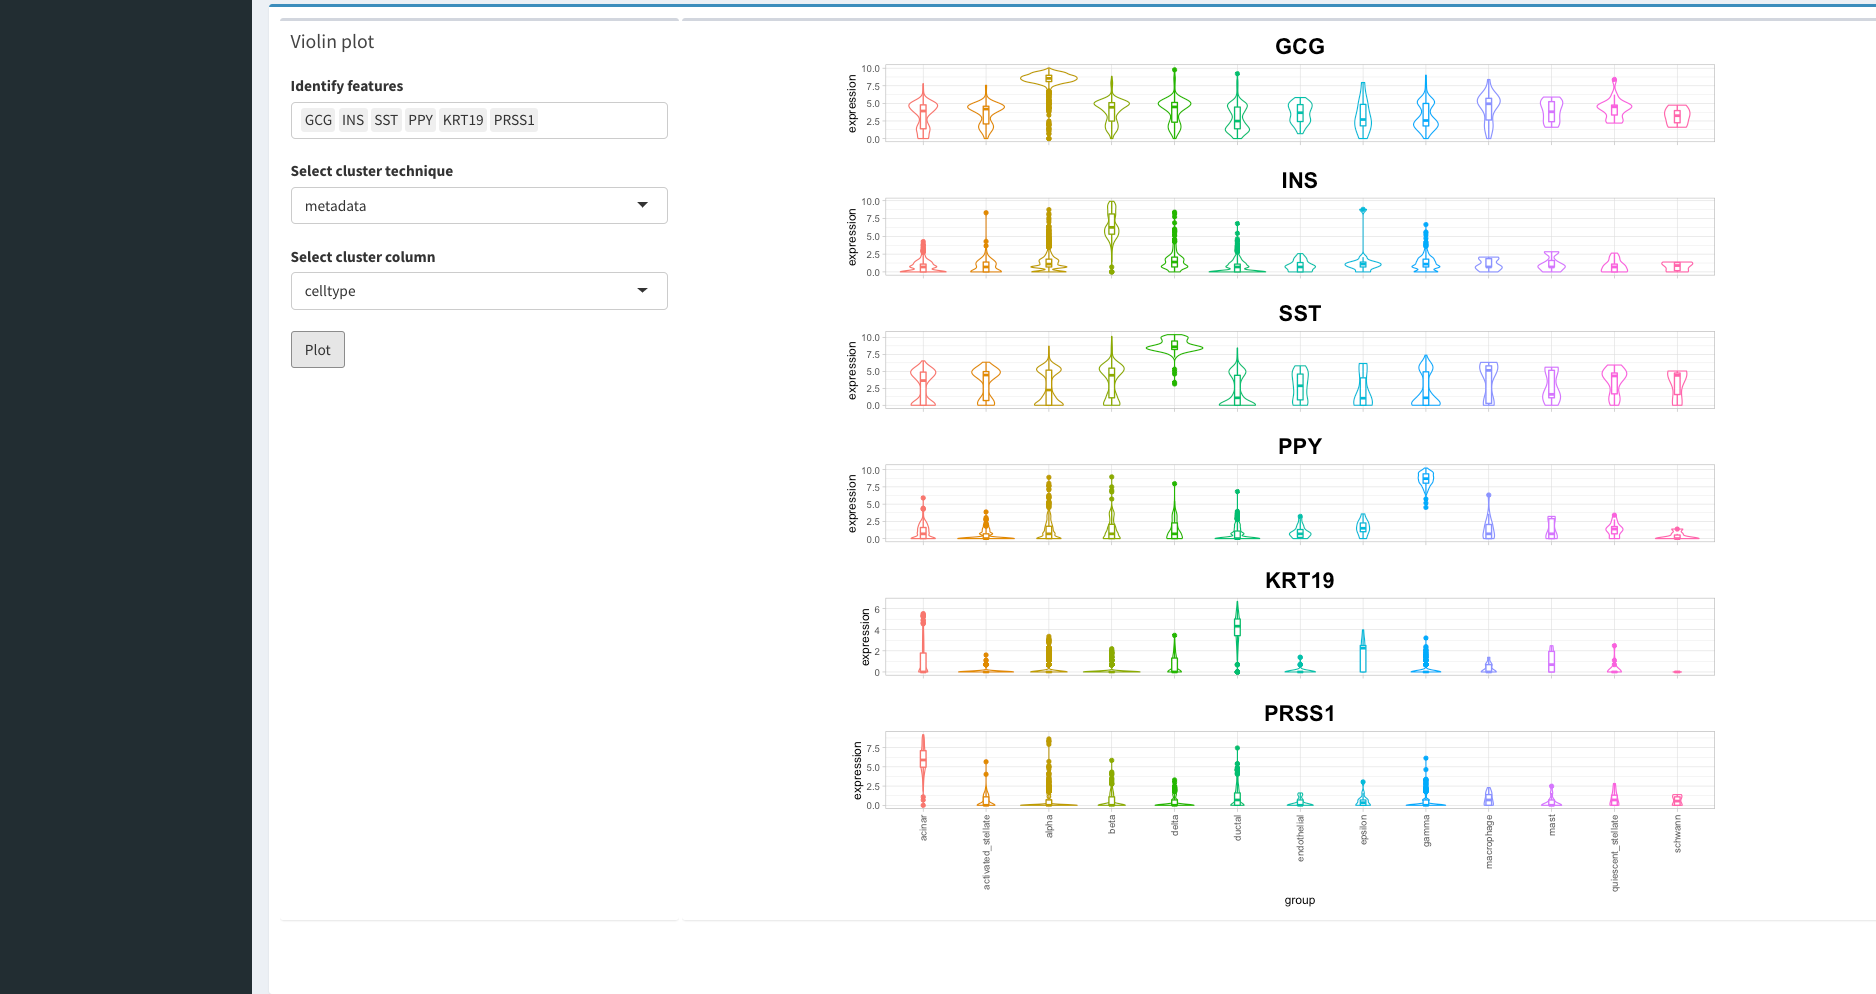 Violin plot
Identify features
GCG INS SST PPY KRT19 PRSS1
Select cluster technique
metadata
Select cluster column
celltype
Plot
GCG
expression
10.0
7.5
5.0
2.5
0.0
INS
expression
10.0
7.5
5.0
2.5
0.0
SST
expression
10.0
7.5
5.0
2.5
0.0
PPY
expression
10.0
7.5
5.0
2.5
0.0
KRT19
expression
6
4
2
0
PRSS1
expression
7.5
5.0
2.5
0.0
acinar
activated_stellate
alpha
beta
delta
ductal
endothelial
epsilon
gamma
macrophage
mast
quiescent_stellate
schwann
group